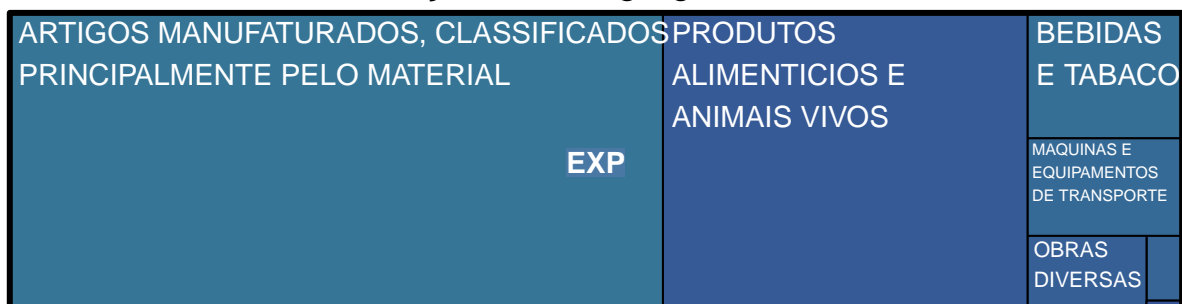 ARTIGOS MANUFATURADOS, CLASSIFICADOS
PRINCIPALMENTE PELO MATERIAL
EXP
PRODUTOS
ALIMENTICIOS E
ANIMAIS VIVOS
BEBIDAS
E TABACO
MAQUINAS E
EQUIPAMENTOS
DE TRANSPORTE
OBRAS
DIVERSAS